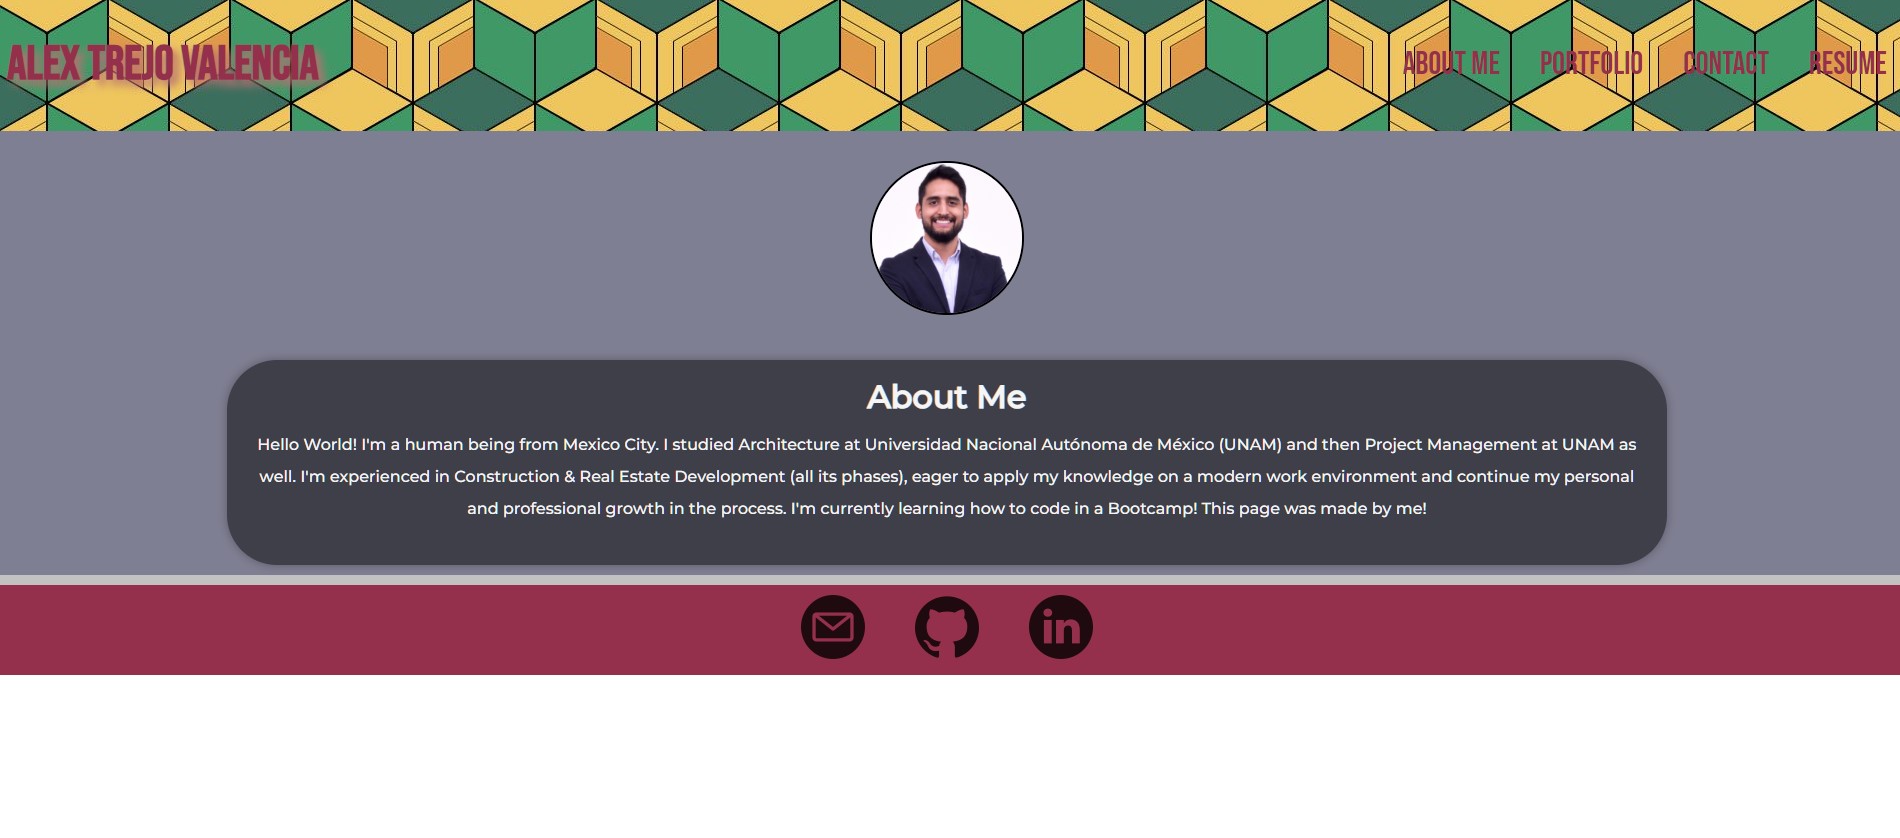 ALEX TREJO VALENCIA
ABOUT ME PORTFOLIO CONTACT RESUME
About Me
Hello World! I'm a human being from Mexico City. I studied Architecture at Universidad Nacional Autónoma de México (UNAM) and then Project Management at UNAM as
well. I'm experienced in Construction & Real Estate Development (all its phases), eager to apply my knowledge on a modern work environment and continue my personal
and professional growth in the process. I'm currently learning how to code in a Bootcamp! This page was made by me!
in